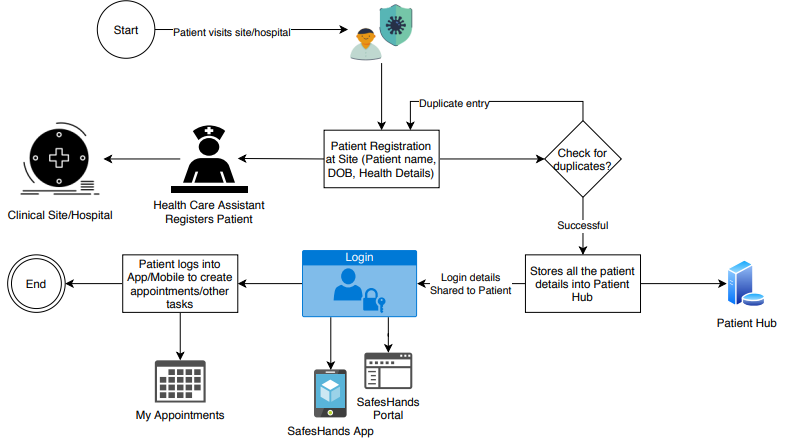 Start
Patient visits site/hospital
Duplicate entry
Patient Registration
at Site (Patient name,
DOB, Health Details)
Check for
duplicates?
Health Care Assistant
Registers Patient
Clinical Site/Hospital
Successful
End
Patient logs into
App/Mobile to create
appointments/other
tasks
Login
Login details
Shared to Patient
Stores all the patient
details into Patient
Hub
Patient Hub
My Appointments
SafesHands App
SafesHands
Portal